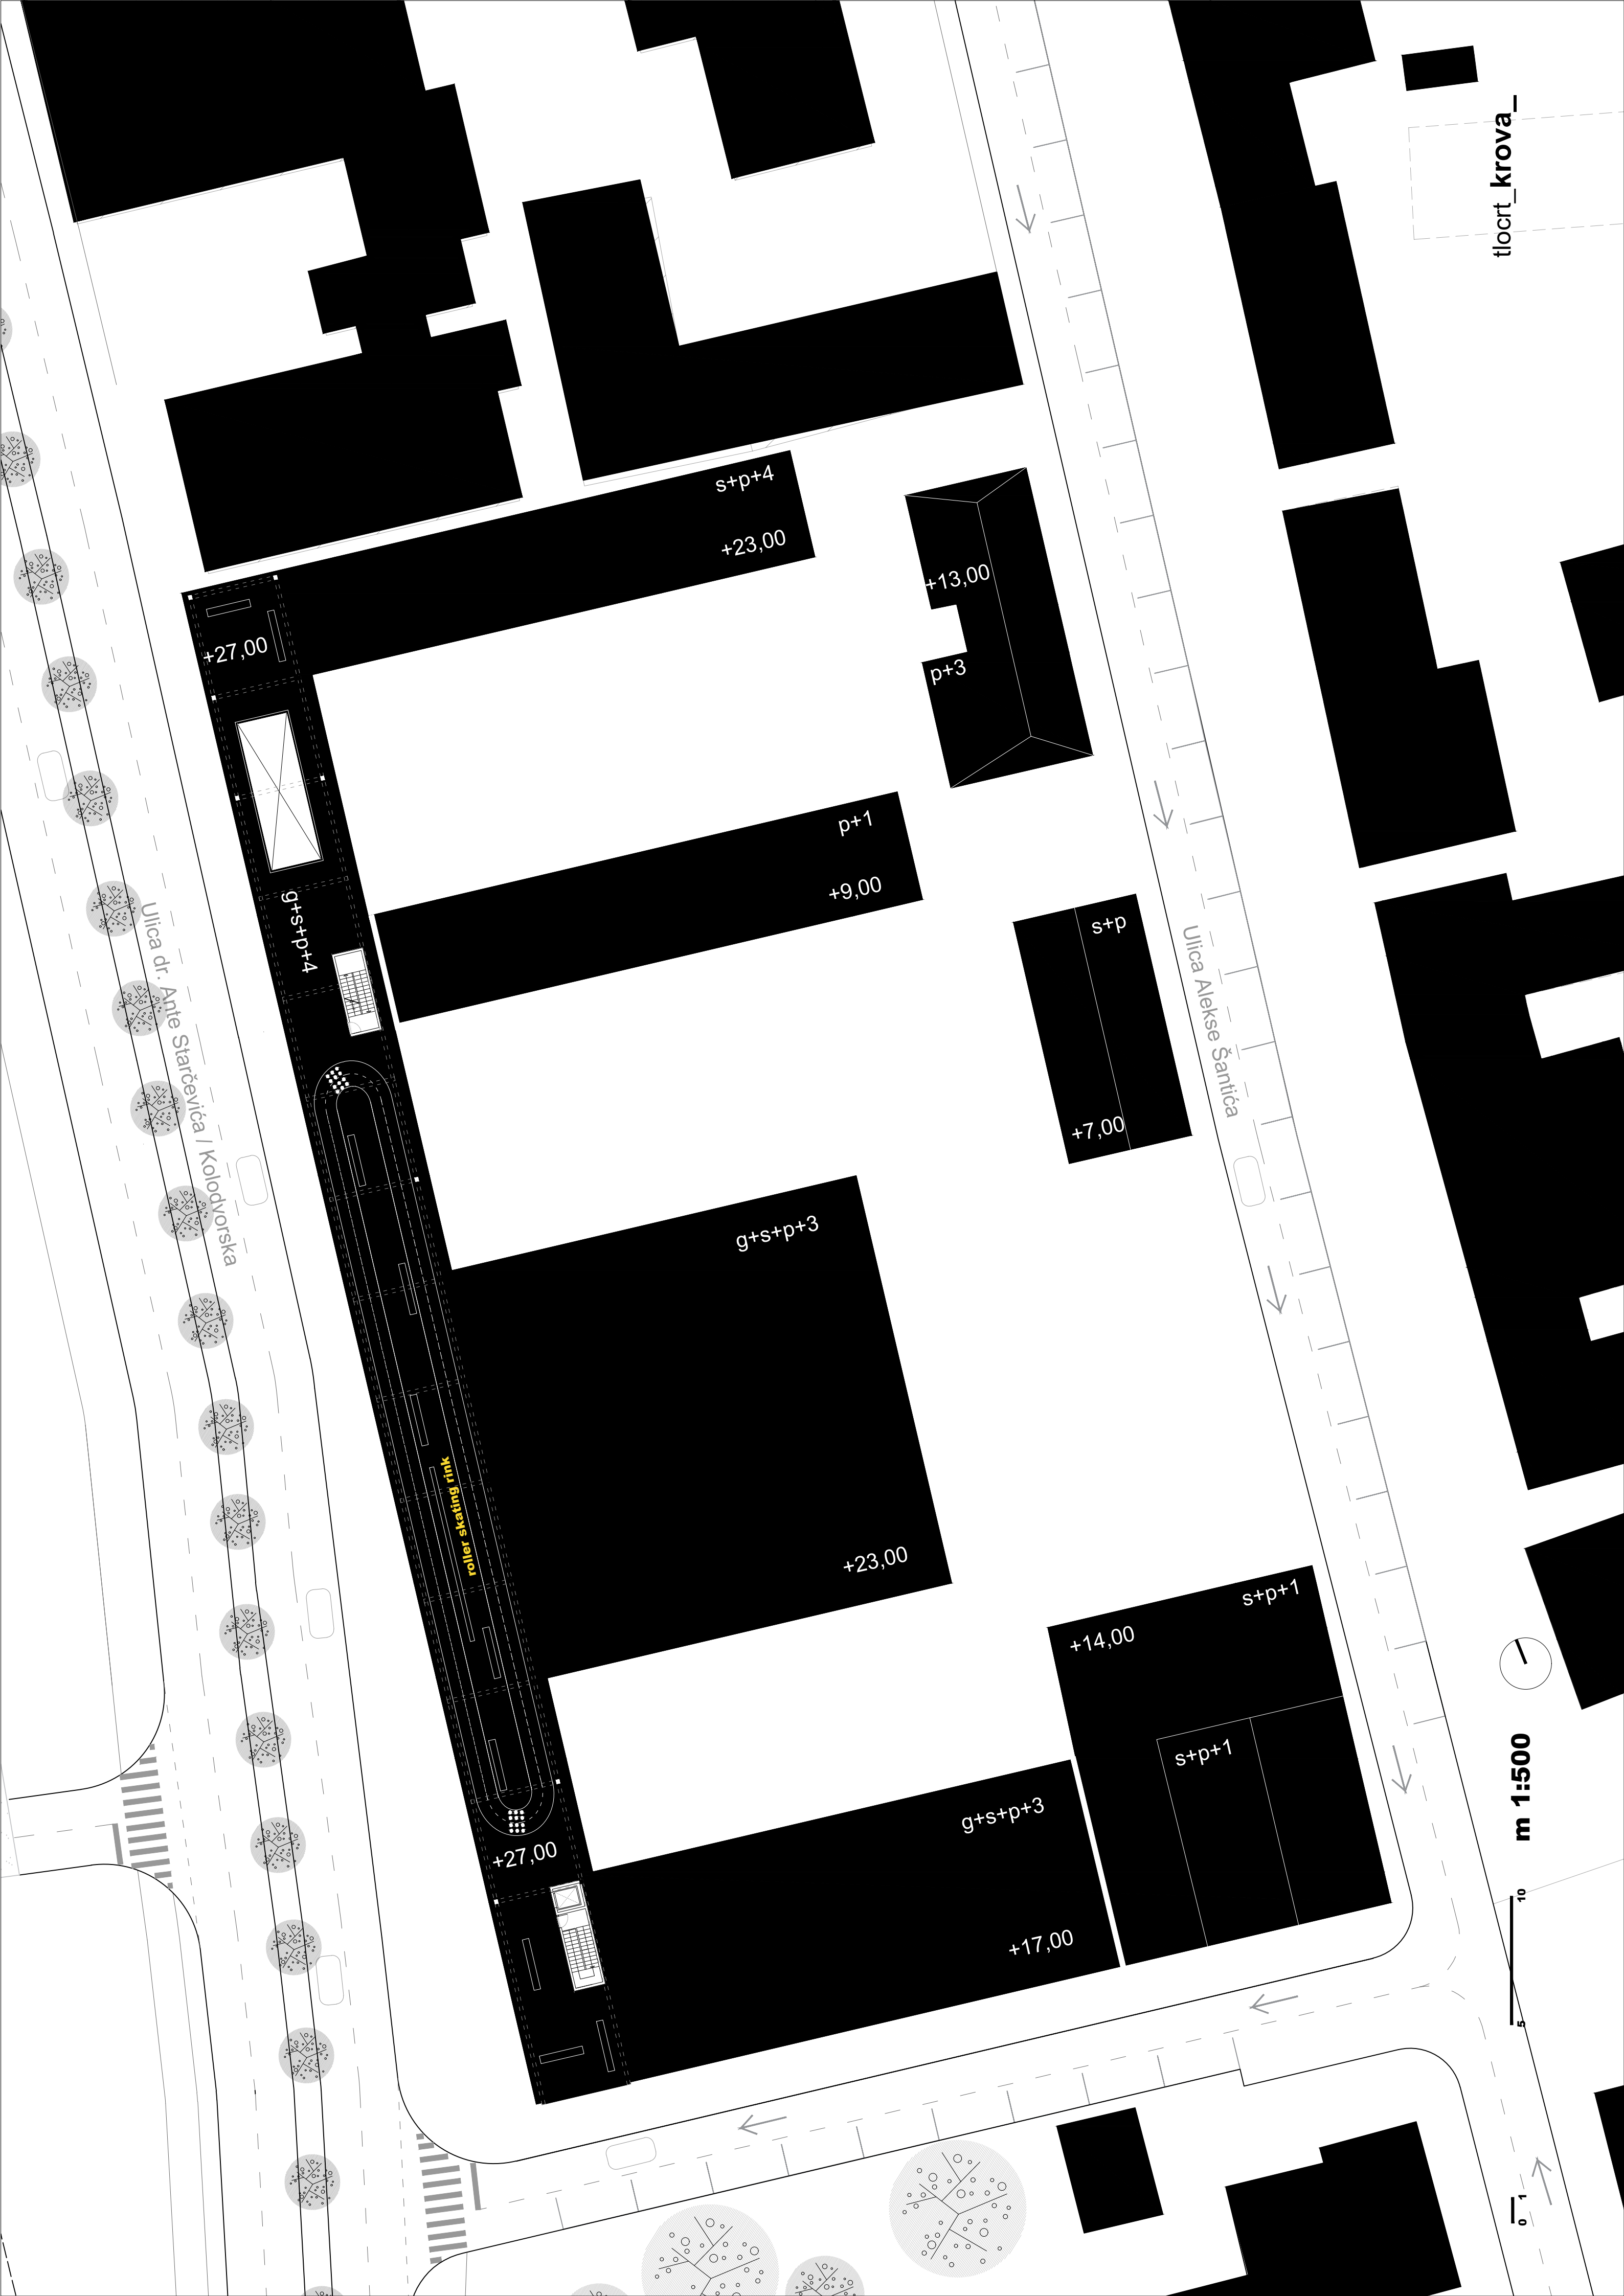 tlocrt_krova_
s+p+4
+23,00
+13,00
p+3
+27,00
p+1
+9,00
g+s+p+4
s+p
+7,00
Ulica dr. Ante Starčevića / Kolodvorska
Ulica Alekse Šantića
g+s+p+3
+23,00
roller skating rink
s+p+1
+14,00
s+p+1
g+s+p+3
+17,00
+27,00
m 1:500
0 1 5 10